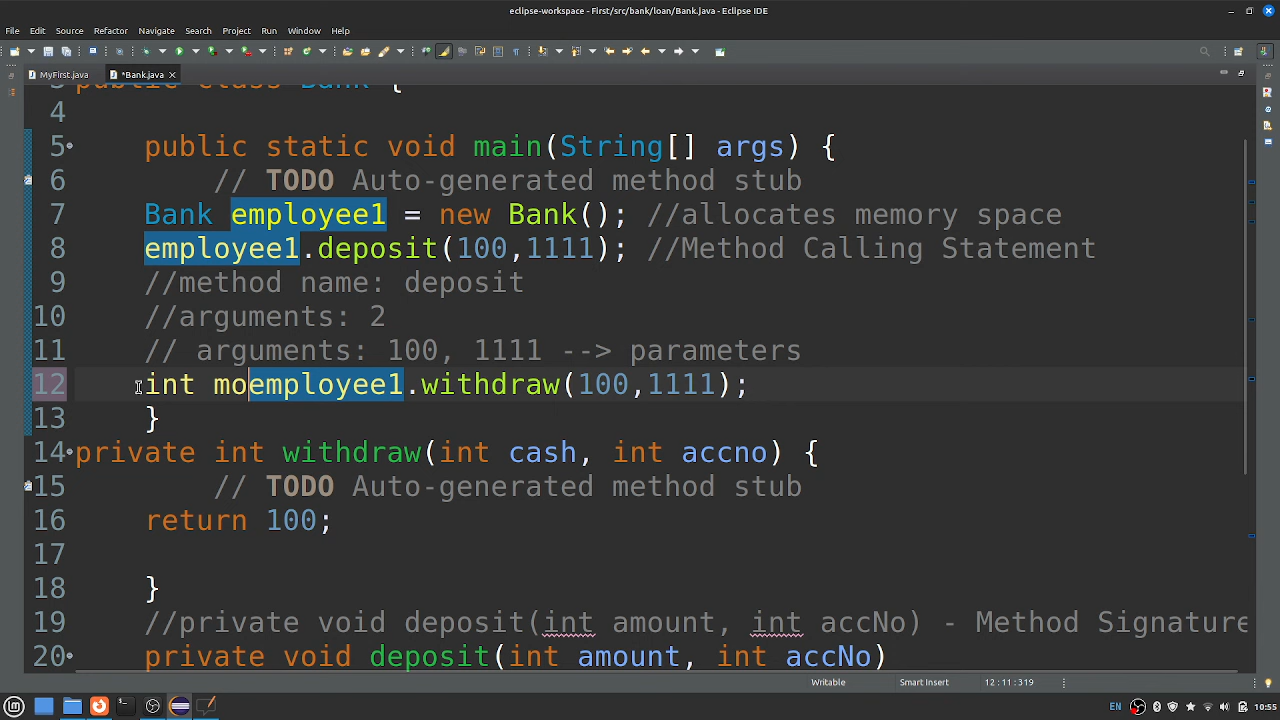 eclipse-workspace - First/src/bank/loan/Bank.java - Eclipse IDE
File Edit Source Refactor Navigate Search Project Run Window Help
MyFirst.java *Bank.java
3 public class Bank {
4
5 public static void main(String[] args) {
6 // TODO Auto-generated method stub
7 Bank employee1 = new Bank(); //allocates memory space
8 employee1.deposit(100,1111); //Method Calling Statement
9 //method name: deposit
10 //arguments: 2
11 // arguments: 100, 1111 --> parameters
12 int moemployee1.withdraw(100,1111);
13 }
14 private int withdraw(int cash, int accno) {
15 // TODO Auto-generated method stub
16 return 100;
17
18 }
19 //private void deposit(int amount, int accNo) - Method Signature
20 private void deposit(int amount, int accNo)
Writable Smart Insert 12 : 11 : 319
EN 10:55